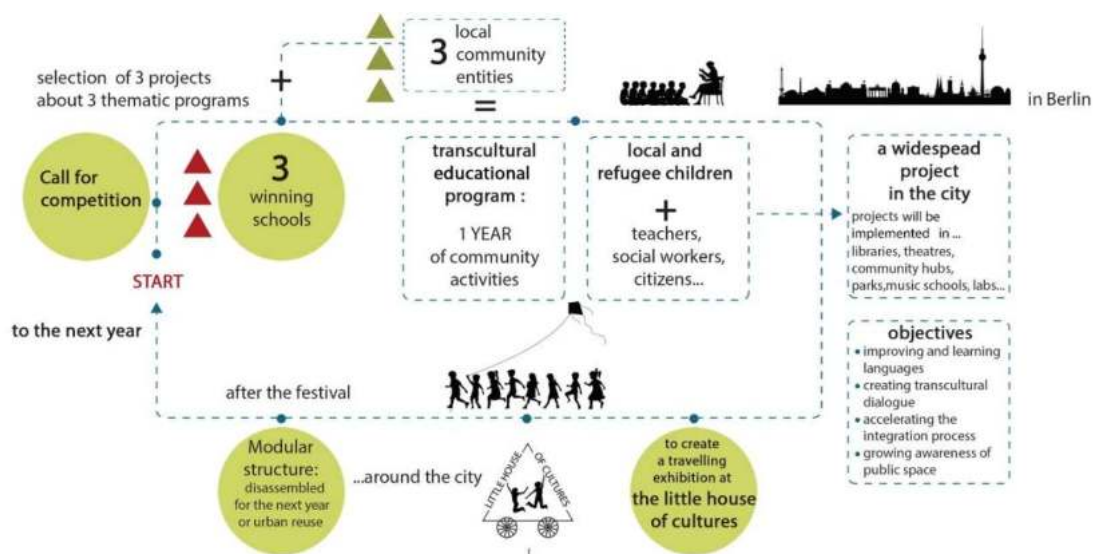 selection of 3 projects
about 3 thematic programs
+
3
local
community
entities
=
in Berlin
Call for
competition
3
winning
schools
transcultural
educational
program :
1 YEAR
of community
activities
local and
refugee children
+
teachers,
social workers,
citizens...
a widespread
project
in the city
projects will be
implemented in ...
libraries, theatres,
community hubs,
parks,music schools, labs...
START
to the next year
objectives
• improving and learning
languages
• creating transcultural
dialogue
• accelerating the
integration process
• growing awareness of
public space
after the festival
Modular
structure:
disassembled
for the next year
or urban reuse
...around the city
LITTLE HOUSE
OF CULTURES
to create
a travelling
exhibition at
the little house
of cultures